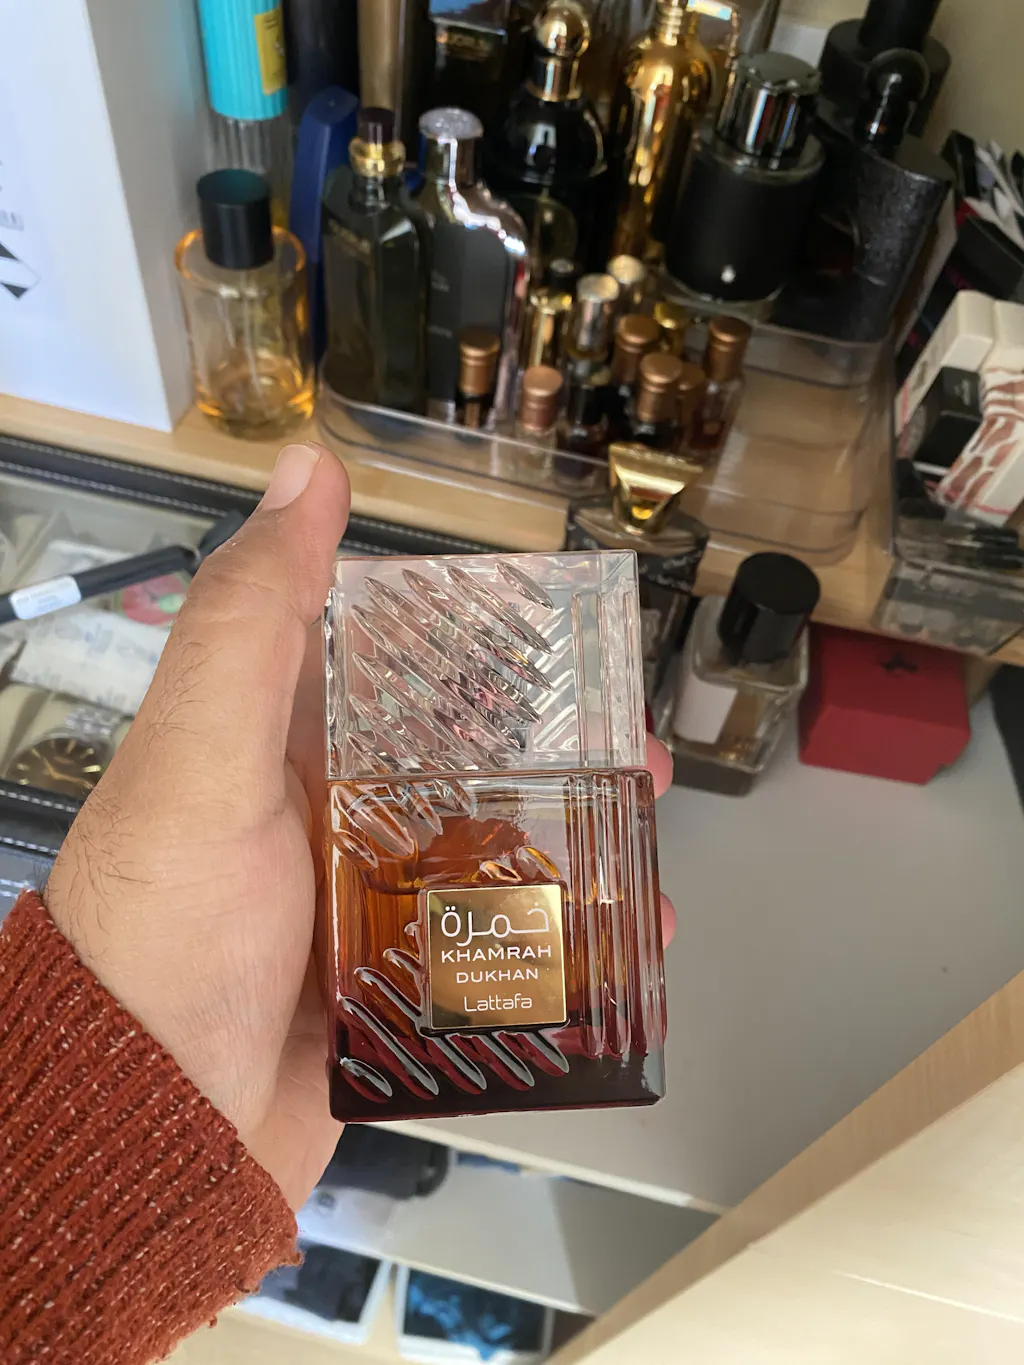 خمرة
KHAMRAH
DUKHAN
Lattafa